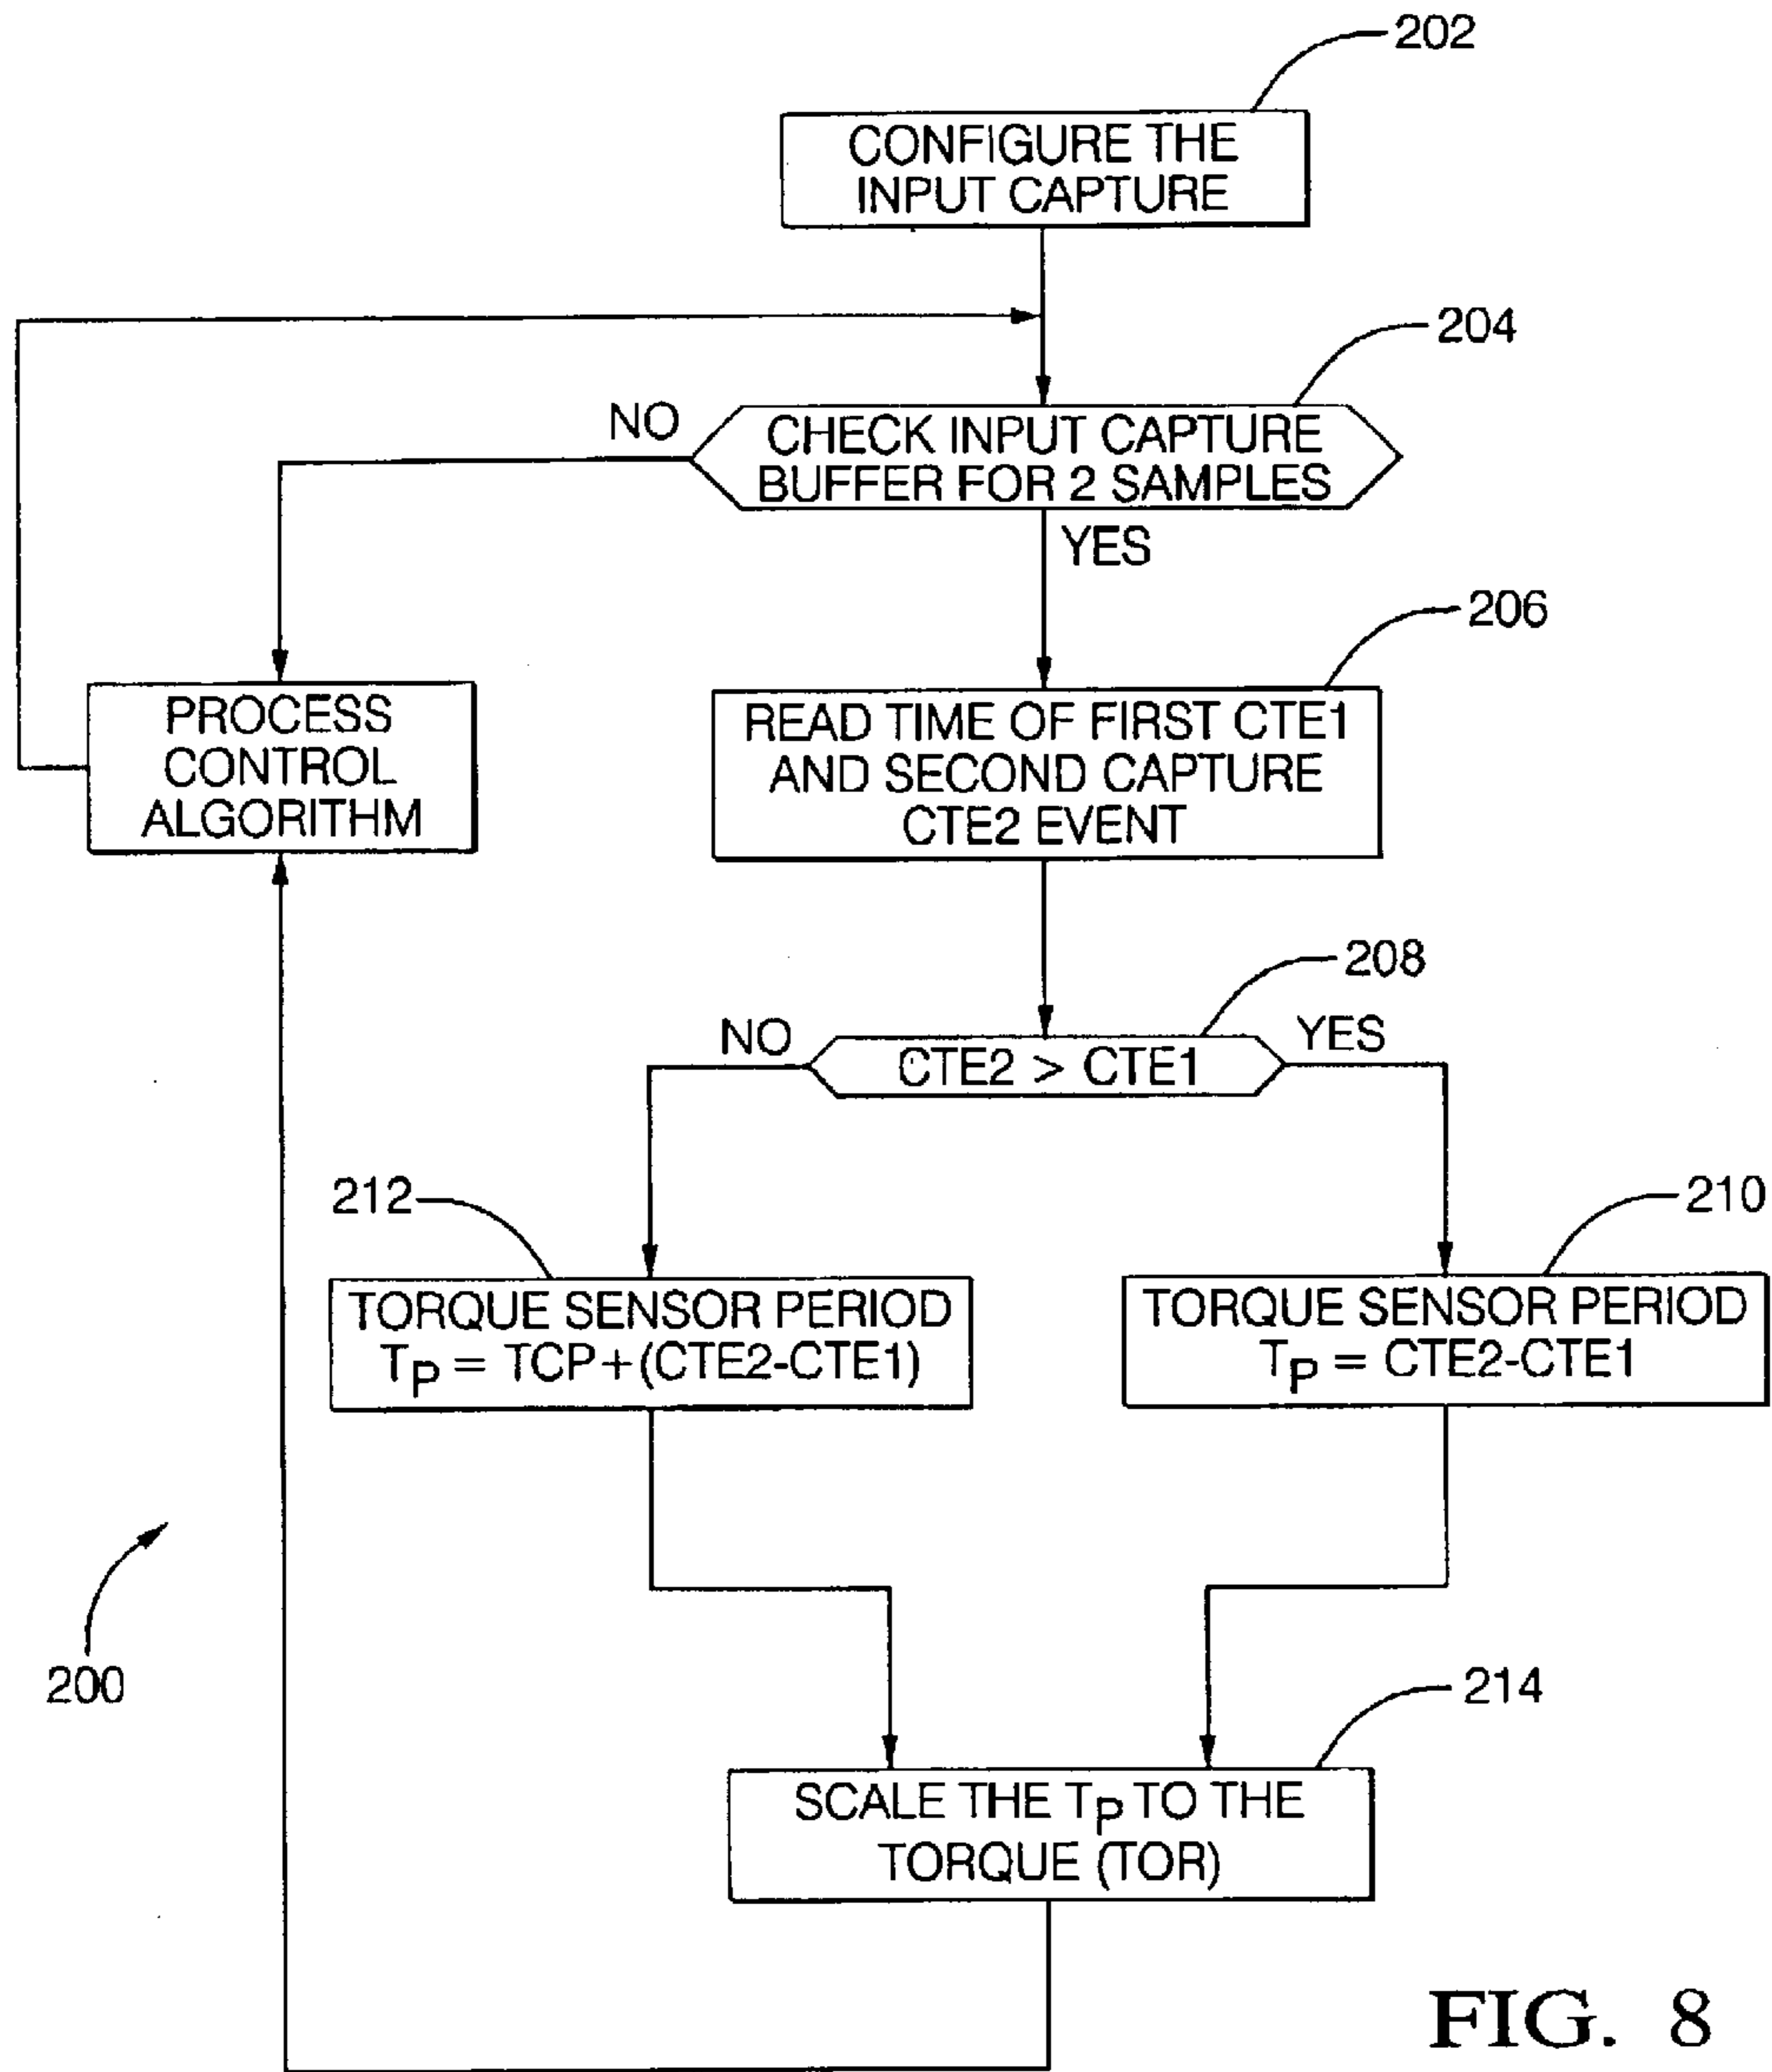 202
CONFIGURE THE
INPUT CAPTURE
204
NO
CHECK INPUT CAPTURE
BUFFER FOR 2 SAMPLES
YES
206
PROCESS
CONTROL
ALGORITHM
READ TIME OF FIRST CTE1
AND SECOND CAPTURE
CTE2 EVENT
208
NO
CTE2 > CTE1
YES
212
210
TORQUE SENSOR PERIOD
TP = TCP+(CTE2-CTE1)
TORQUE SENSOR PERIOD
TP = CTE2-CTE1
200
214
SCALE THE TP TO THE
TORQUE (TOR)
FIG. 8